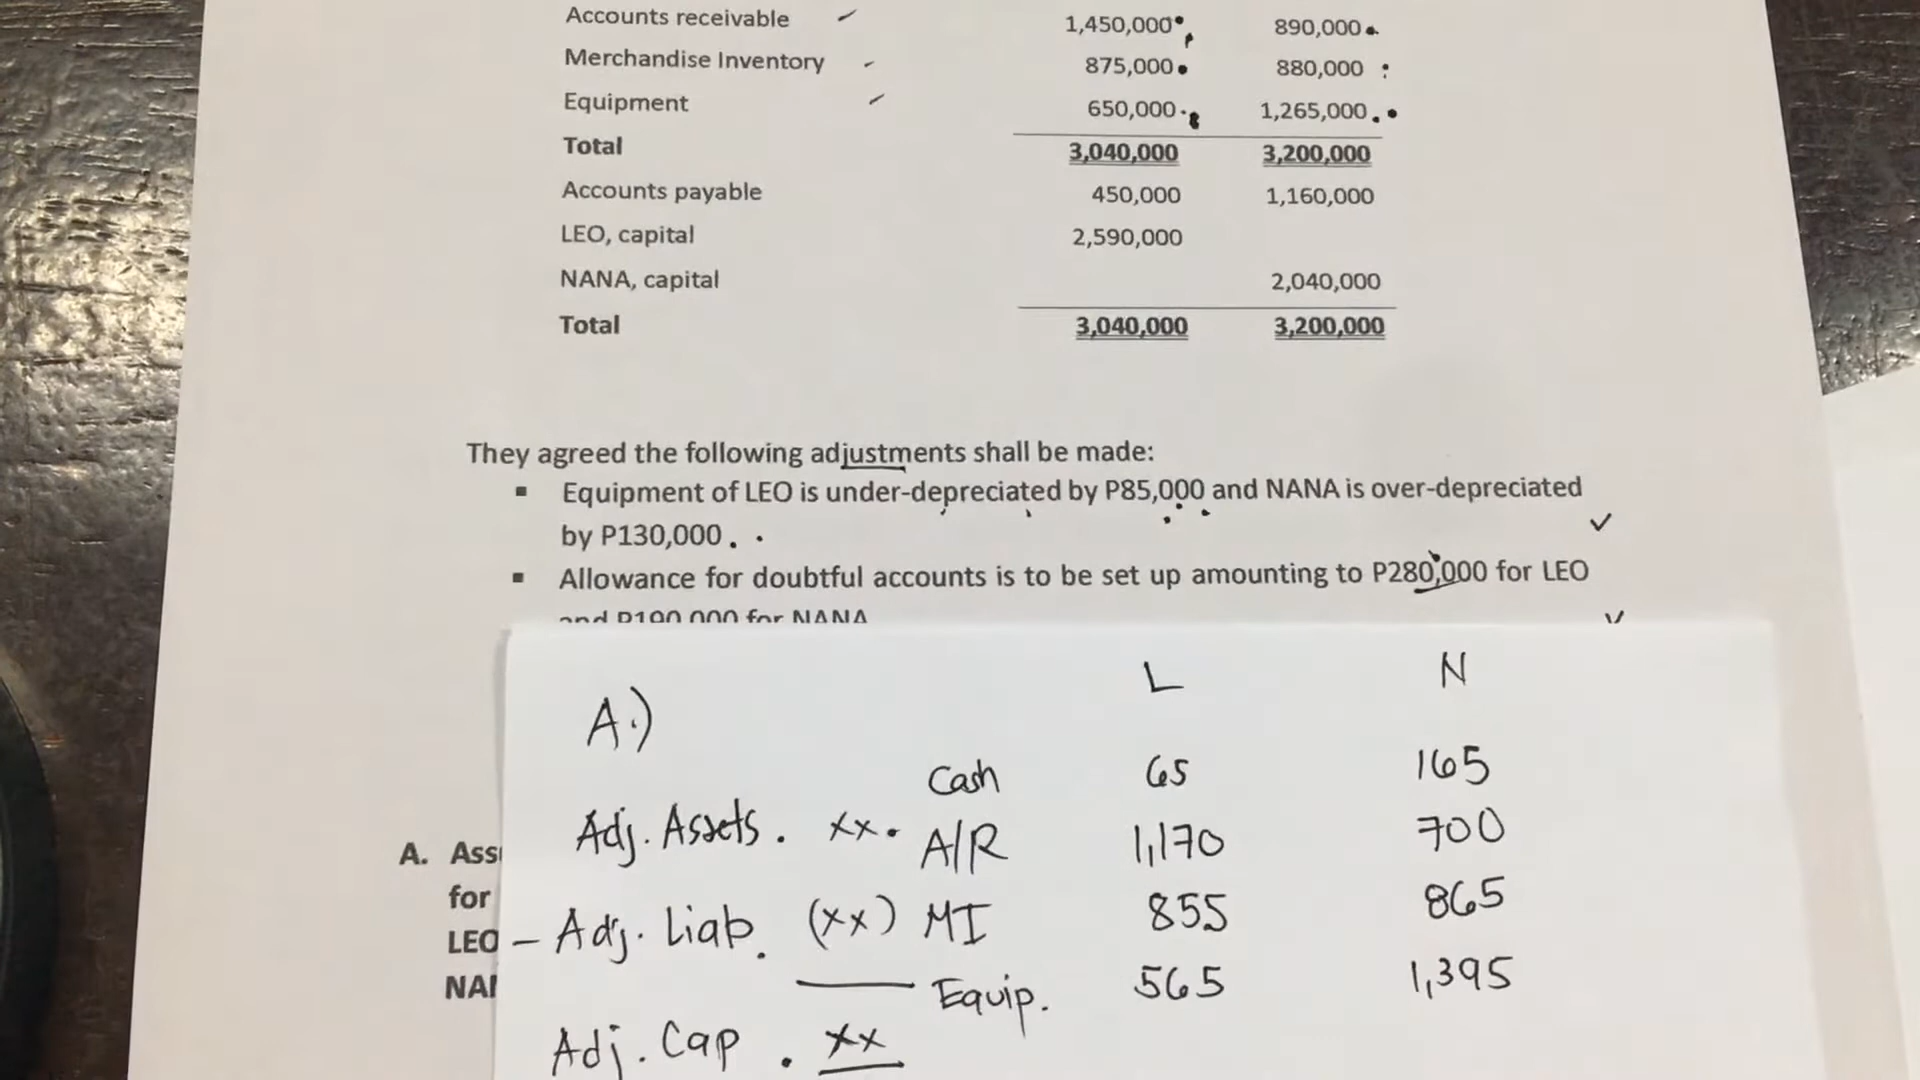 Accounts receivable 1,450,000 890,000
Merchandise Inventory 875,000 880,000
Equipment 650,000 1,265,000
Total 3,040,000 3,200,000
Accounts payable 450,000 1,160,000
LEO, capital 2,590,000
NANA, capital 2,040,000
Total 3,040,000 3,200,000
They agreed the following adjustments shall be made:
▪ Equipment of LEO is under-depreciated by P85,000 and NANA is over-depreciated
by P130,000.
▪ Allowance for doubtful accounts is to be set up amounting to P280,000 for LEO
and P190,000 for NANA
L N
A.)
Cash 65 165
Adj. Assets. xx. A/R 1,170 700
A. Ass
for
– Adj. Liab. (xx) MI 855 865
LEO
NA
Equip. 565 1,395
Adj. Cap. xx